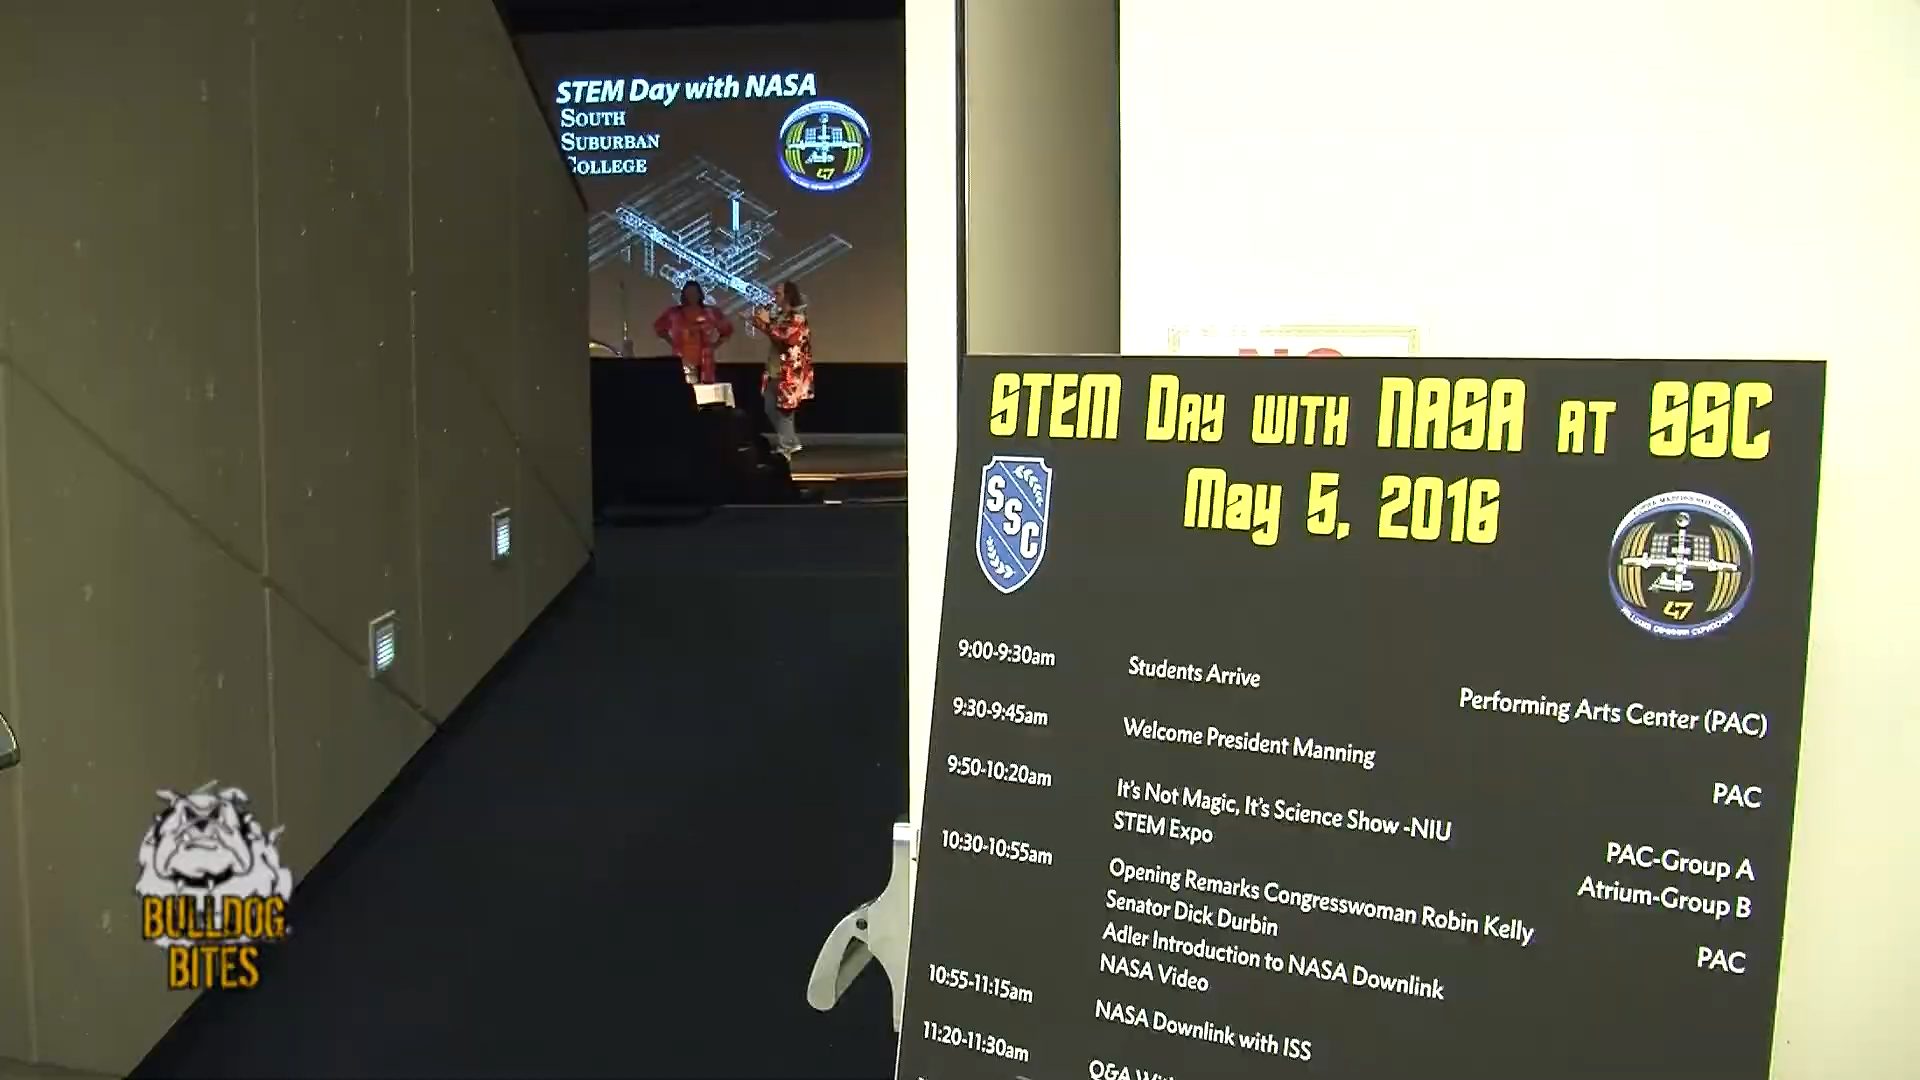 STEM Day with NASA
SOUTH
SUBURBAN
COLLEGE
47
NO
STEM Day with NASA at SSC
May 5, 2016
SSC
47
9:00-9:30am Students Arrive Performing Arts Center (PAC)
9:30-9:45am Welcome President Manning PAC
9:50-10:20am It's Not Magic, It's Science Show -NIU PAC-Group A
STEM Expo Atrium-Group B
10:30-10:55am Opening Remarks Congresswoman Robin Kelly PAC
Senator Dick Durbin
Adler Introduction to NASA Downlink
NASA Video
10:55-11:15am NASA Downlink with ISS
11:20-11:30am Q&A
BULLDOG
BITES